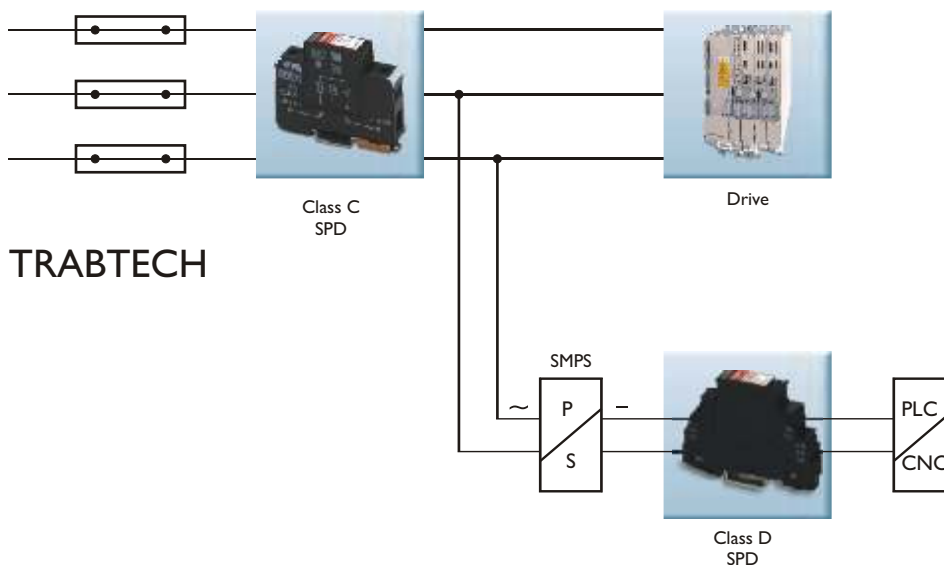 Class C
SPD
Drive
TRABTECH
SMPS
~
P
–
S
PLC
CNC
Class D
SPD